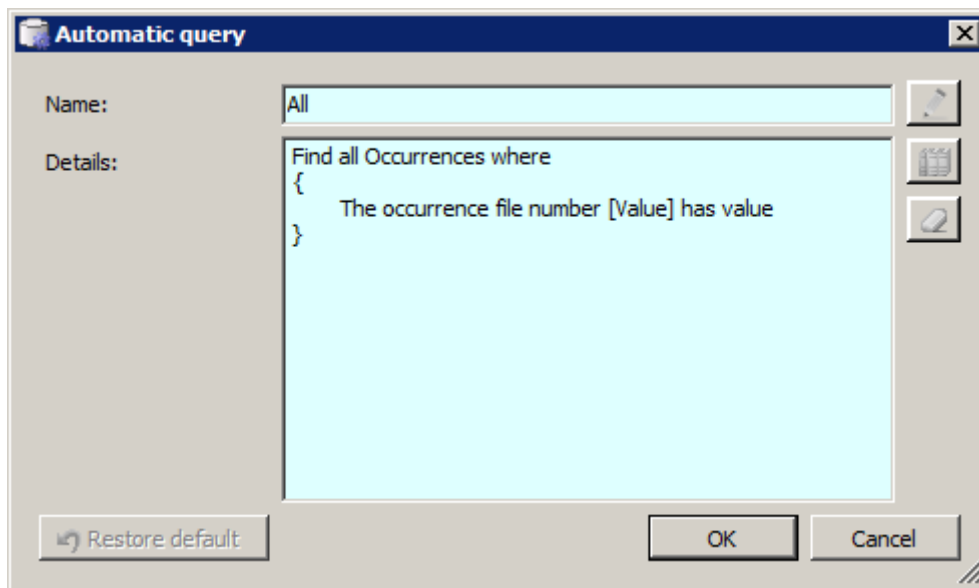 Automatic query
Name:
All
Details:
Find all Occurrences where
{
The occurrence file number [Value] has value
}
Restore default
OK
Cancel